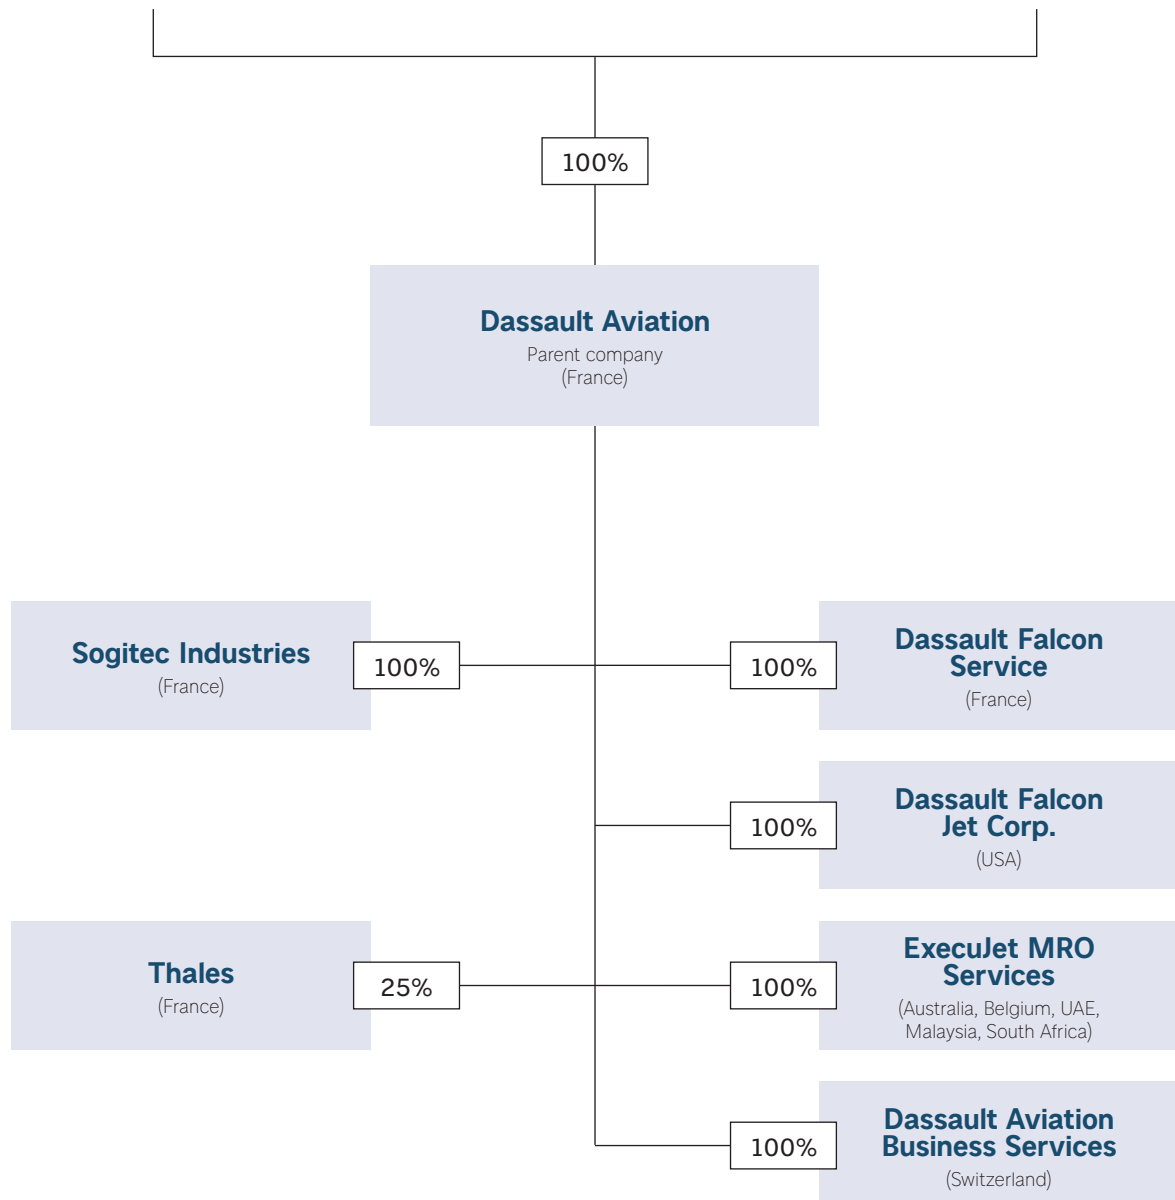 100%
Dassault Aviation
Parent company
(France)
Sogitec Industries
(France)
100%
100%
Dassault Falcon
Service
(France)
100%
Dassault Falcon
Jet Corp.
(USA)
Thales
(France)
25%
100%
ExecuJet MRO
Services
(Australia, Belgium, UAE,
Malaysia, South Africa)
100%
Dassault Aviation
Business Services
(Switzerland)